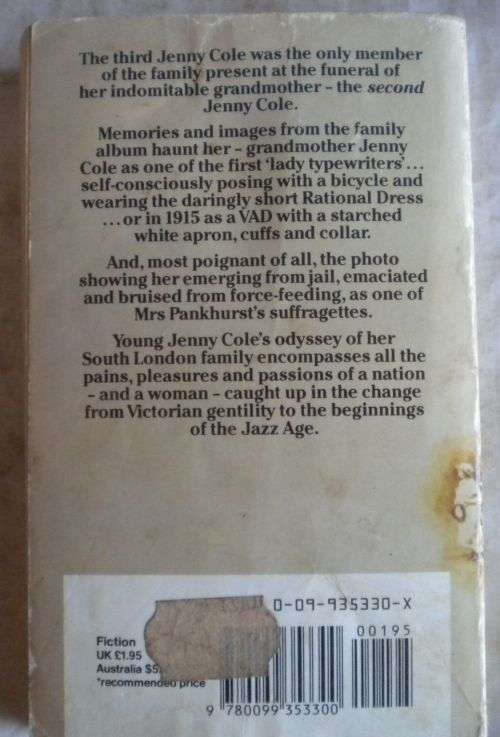 The third Jenny Cole was the only member
of the family present at the funeral of
her indomitable grandmother – the second
Jenny Cole.
Memories and images from the family
album haunt her – grandmother Jenny
Cole as one of the first 'lady typewriters'...
self-consciously posing with a bicycle and
wearing the daringly short Rational Dress
...or in 1915 as a VAD with a starched
white apron, cuffs and collar.
And, most poignant of all, the photo
showing her emerging from jail, emaciated
and bruised from force-feeding, as one of
Mrs Pankhurst's suffragettes.
Young Jenny Cole's odyssey of her
South London family encompasses all the
pains, pleasures and passions of a nation
– and a woman – caught up in the change
from Victorian gentility to the beginnings
of the Jazz Age.
0-09-935330-X
00195
Fiction
UK £1.95
Australia
*recommended price
9 780099 353300